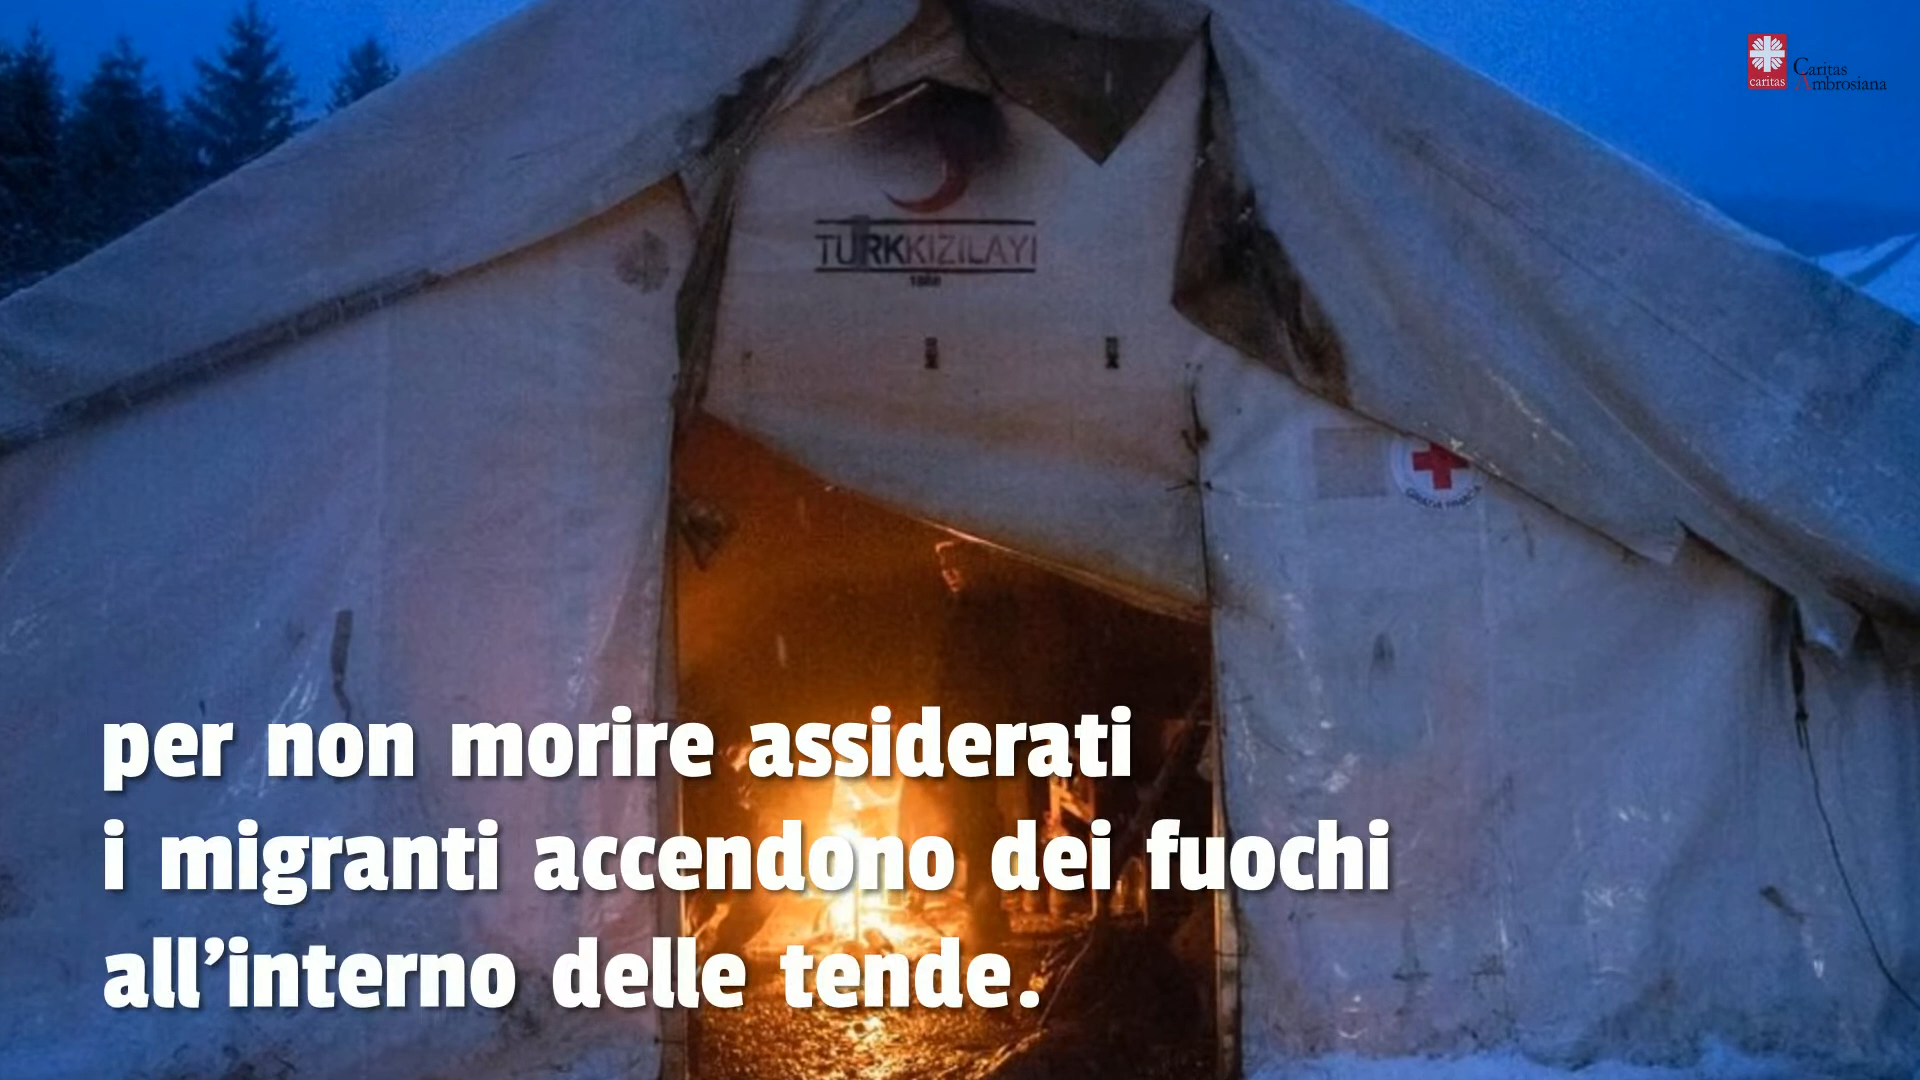 caritas
Caritas
Ambrosiana
TÜRKKIZILAYI
per non morire assiderati
i migranti accendono dei fuochi
all’interno delle tende.